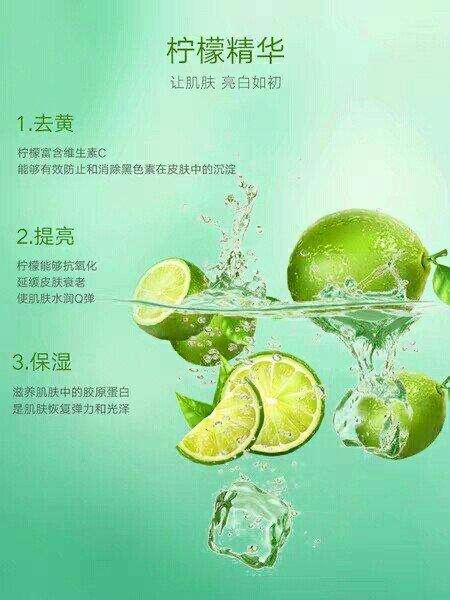 柠檬精华
让肌肤 亮白如初
1.去黄
柠檬富含维生素C
能够有效防止和消除黑色素在皮肤中的沉淀
2.提亮
柠檬能够抗氧化
延缓皮肤衰老
使肌肤水润Q弹
3.保湿
滋养肌肤中的胶原蛋白
是肌肤恢复弹力和光泽